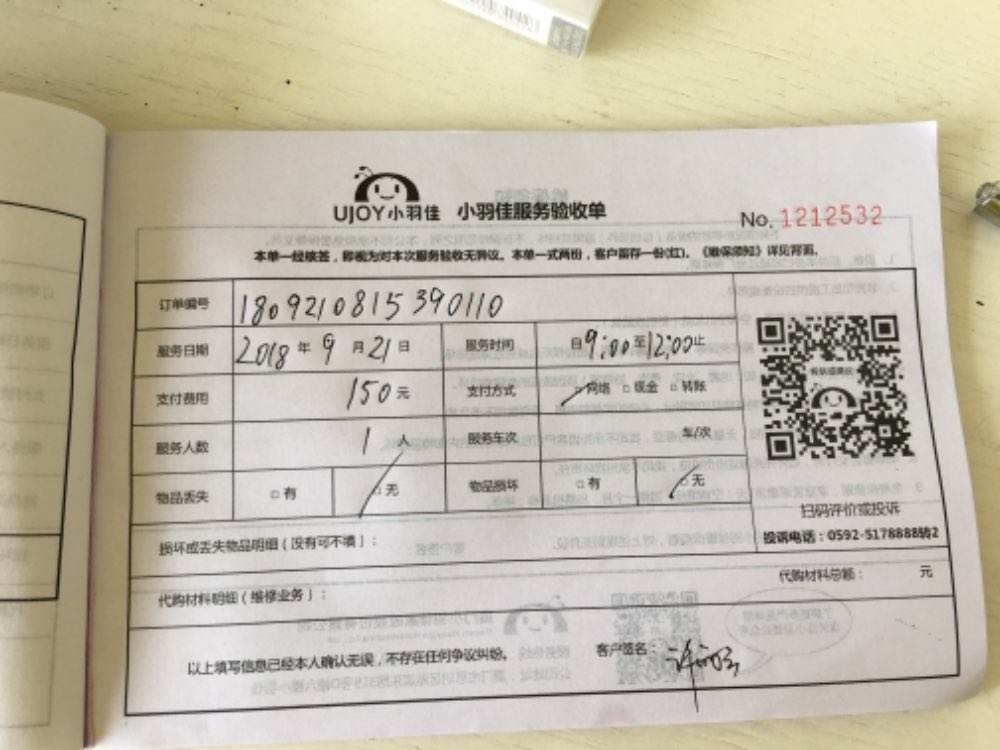 UJOY小羽佳 小羽佳服务验收单
No. 1212532
本单一经核签，即视为对本次服务验收无异议。本单一式两份，客户留存一份(红)。《维保须知》详见背面。
订单编号 1809210815390110
服务日期 2018 年 9 月 21 日 服务时间 自 9:00 至 12:00 止
支付费用 150 元 支付方式 □网络 □现金 □转账
服务人数 1 人 服务车次 车/次
物品丢失 □有 □无 物品损坏 □有 □无
扫码评价或投诉
投诉电话：0592-5178888转2
损坏或丢失物品明细（没有可不填）：
代购材料总额： 元
代购材料明细（维修业务）：
以上填写信息已经本人确认无误，不存在任何争议纠纷。 客户签名：